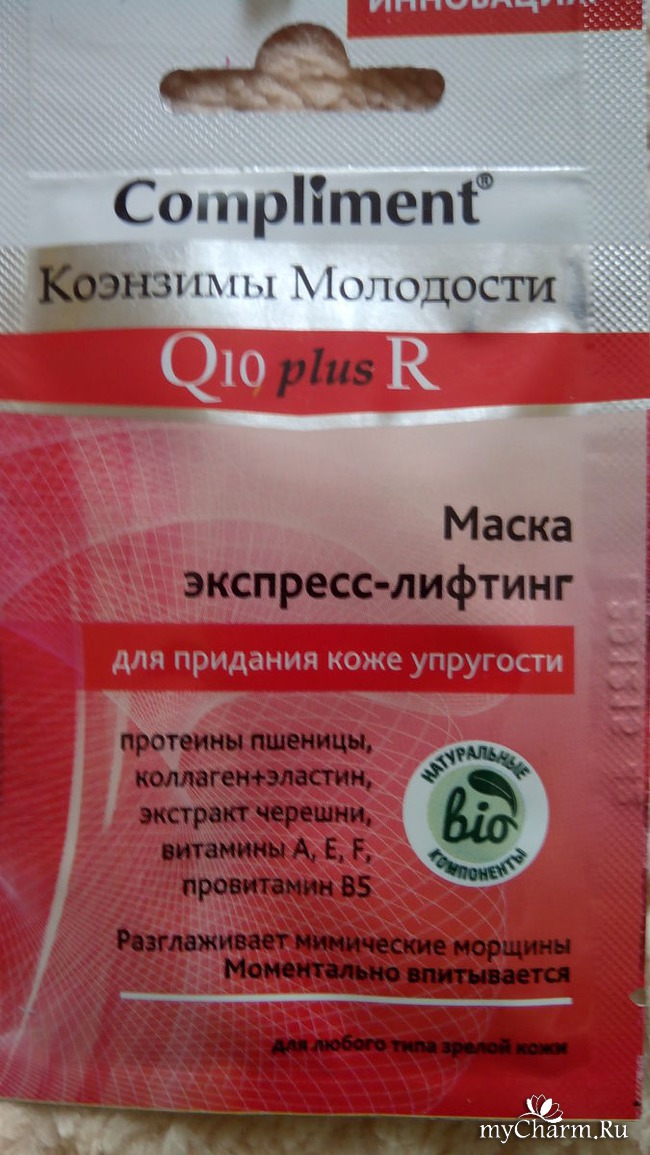 ИННОВАЦИЯ
Compliment®
Коэнзимы Молодости
Q10 plus R
Маска
экспресс-лифтинг
для придания коже упругости
протеины пшеницы,
коллаген+эластин,
экстракт черешни,
витамины А, Е, F,
провитамин В5
НАТУРАЛЬНЫЕ
bio
КОМПОНЕНТЫ
Разглаживает мимические морщины
Моментально впитывается
для любого типа зрелой кожи
myCharm.Ru